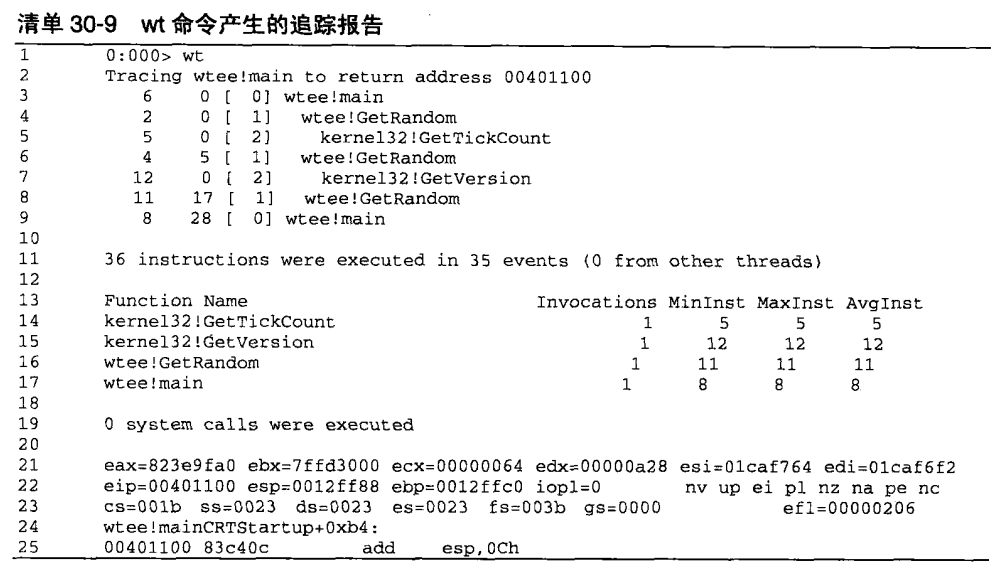 清单 30-9 wt 命令产生的追踪报告
1 0:000> wt
2 Tracing wtee!main to return address 00401100
3 6 0 [ 0] wtee!main
4 2 0 [ 1] wtee!GetRandom
5 5 0 [ 2] kernel32!GetTickCount
6 4 5 [ 1] wtee!GetRandom
7 12 0 [ 2] kernel32!GetVersion
8 11 17 [ 1] wtee!GetRandom
9 8 28 [ 0] wtee!main
10
11 36 instructions were executed in 35 events (0 from other threads)
12
13 Function Name Invocations MinInst MaxInst AvgInst
14 kernel32!GetTickCount 1 5 5 5
15 kernel32!GetVersion 1 12 12 12
16 wtee!GetRandom 1 11 11 11
17 wtee!main 1 8 8 8
18
19 0 system calls were executed
20
21 eax=823e9fa0 ebx=7ffd3000 ecx=00000064 edx=00000a28 esi=01caf764 edi=01caf6f2
22 eip=00401100 esp=0012ff88 ebp=0012ffc0 iopl=0 nv up ei pl nz na pe nc
23 cs=001b ss=0023 ds=0023 es=0023 fs=003b gs=0000 efl=00000206
24 wtee!mainCRTStartup+0xb4:
25 00401100 83c40c add esp,0Ch